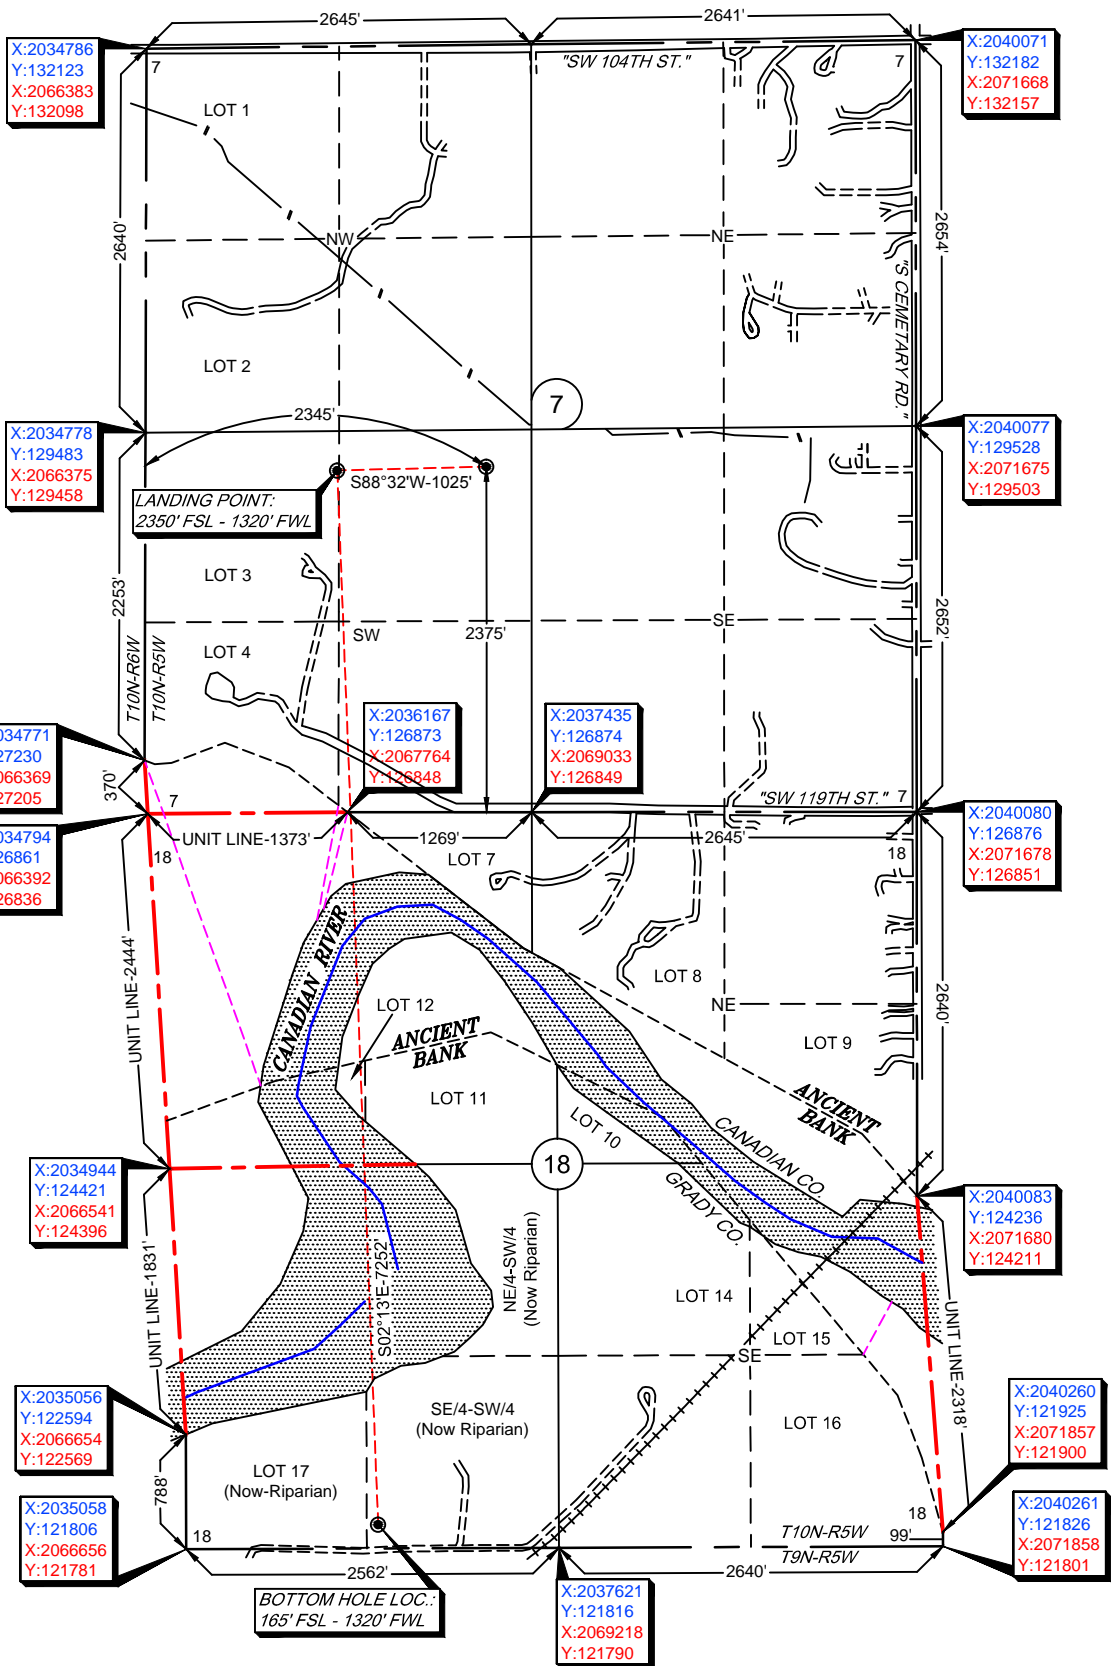 2645'
2641'
X:2034786
Y:132123
X:2066383
Y:132098
X:2040071
Y:132182
X:2071668
Y:132157
7
7
"SW 104TH ST."
LOT 1
2640'
NW
NE
2654'
"S CEMETARY RD."
LOT 2
7
2345'
X:2034778
Y:129483
X:2066375
Y:129458
X:2040077
Y:129528
X:2071675
Y:129503
S88°32'W-1025'
LANDING POINT:
2350' FSL - 1320' FWL
LOT 3
2253'
2652'
SW
2375'
SE
LOT 4
T10N-R6W
T10N-R5W
X:2036167
Y:126873
X:2067764
Y:126848
X:2037435
Y:126874
X:2069033
Y:126849
034771
27230
066369
27205
370'
7
"SW 119TH ST."
7
UNIT LINE-1373'
1269'
2645'
X:2040080
Y:126876
X:2071678
Y:126851
034794
26861
066392
26836
18
18
LOT 7
UNIT LINE-2444'
CANADIAN RIVER
LOT 8
LOT 12
NE
2640'
ANCIENT
BANK
LOT 9
LOT 11
ANCIENT
BANK
LOT 10
CANADIAN CO.
GRADY CO.
18
X:2034944
Y:124421
X:2066541
Y:124396
X:2040083
Y:124236
X:2071680
Y:124211
NE/4-SW/4
(Now Riparian)
S02°13'E-7252'
UNIT LINE-1831'
LOT 14
LOT 15
SE
UNIT LINE-2318'
X:2035056
Y:122594
X:2066654
Y:122569
SE/4-SW/4
(Now Riparian)
LOT 16
X:2040260
Y:121925
X:2071857
Y:121900
LOT 17
(Now-Riparian)
788'
X:2035058
Y:121806
X:2066656
Y:121781
18
18
T10N-R5W
99'
T9N-R5W
X:2040261
Y:121826
X:2071858
Y:121801
2562'
2640'
BOTTOM HOLE LOC.:
165' FSL - 1320' FWL
X:2037621
Y:121816
X:2069218
Y:121790